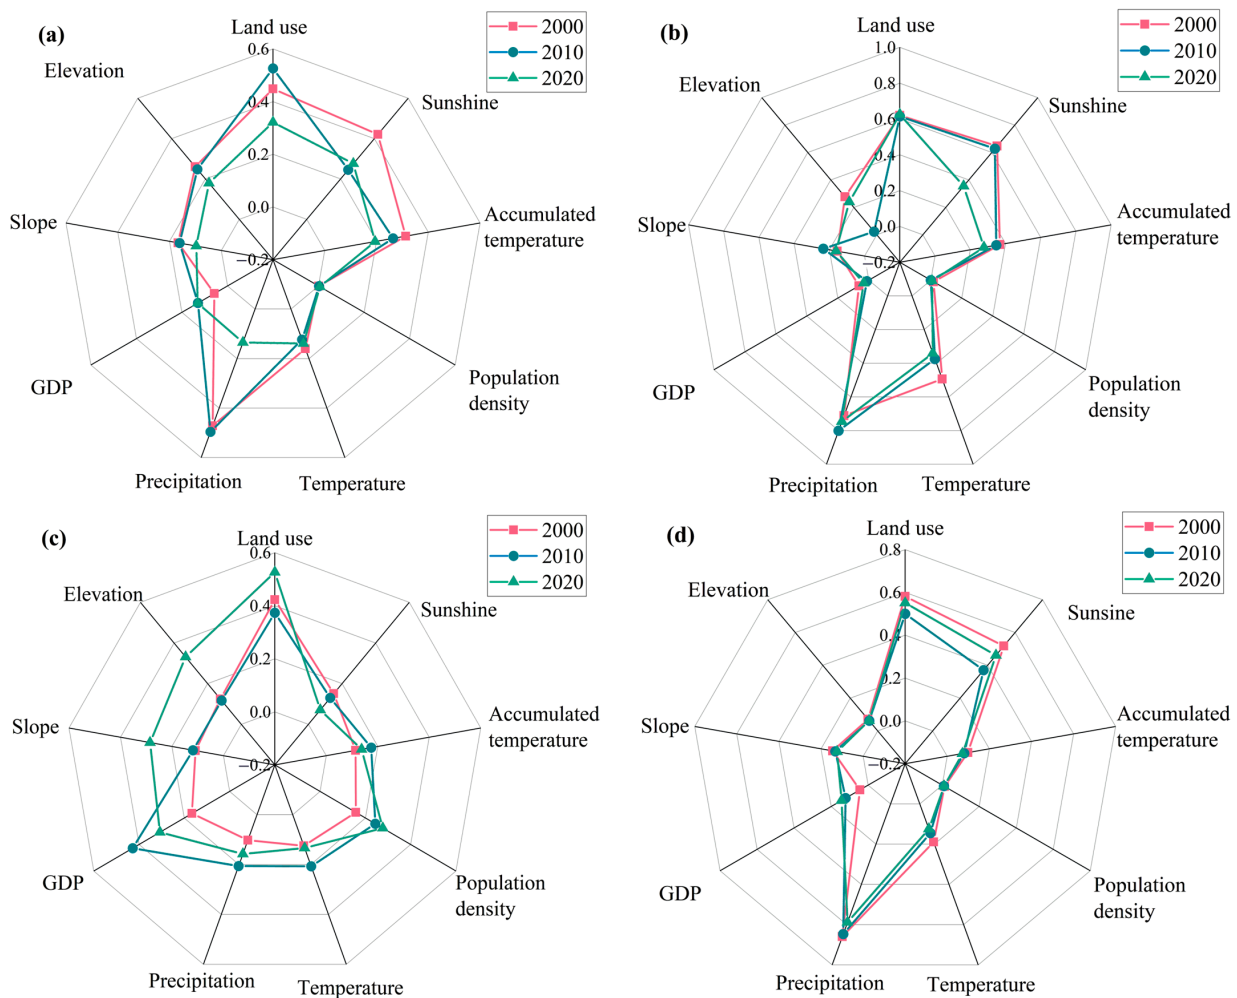 (a)
Land use
2000
2010
2020
Elevation
Sunshine
Accumulated
temperature
Slope
Population
density
GDP
Precipitation
Temperature
0.6
0.4
0.2
0.0
−0.2
(b)
Land use
2000
2010
2020
Elevation
Sunshine
Accumulated
temperature
Slope
Population
density
GDP
Precipitation
Temperature
1.0
0.8
0.6
0.4
0.2
0.0
−0.2
(c)
Land use
2000
2010
2020
Elevation
Sunshine
Accumulated
temperature
Slope
Population
density
GDP
Precipitation
Temperature
0.6
0.4
0.2
0.0
−0.2
(d)
Land use
2000
2010
2020
Elevation
Sunsine
Accumulated
temperature
Slope
Population
density
GDP
Precipitation
Temperature
0.8
0.6
0.4
0.2
0.0
−0.2